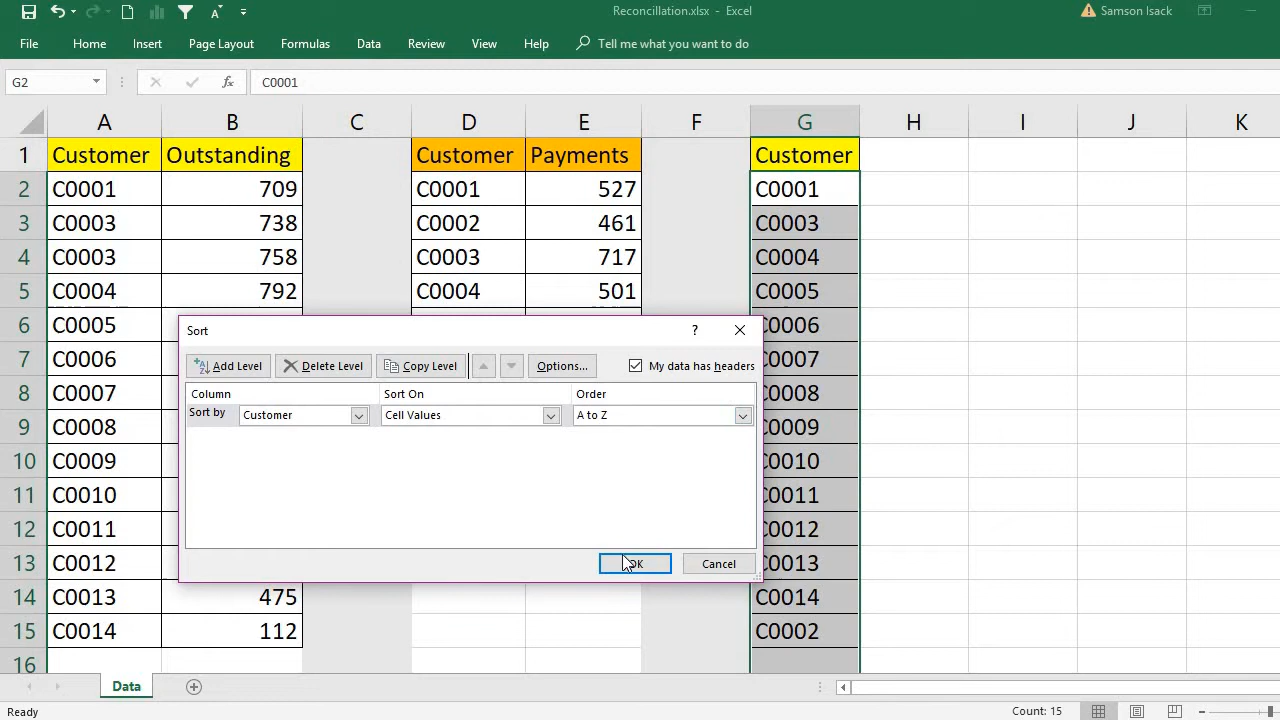 Reconcillation.xlsx - Excel
Samson Isack
File Home Insert Page Layout Formulas Data Review View Help Tell me what you want to do
G2 fx C0001
A B C D E F G H I J K
1 Customer Outstanding Customer Payments Customer
2 C0001 709 C0001 527 C0001
3 C0003 738 C0002 461 C0003
4 C0003 758 C0003 717 C0004
5 C0004 792 C0004 501 C0005
6 C0005 C0006
7 C0006 C0007
8 C0007 C0008
9 C0008 C0009
10 C0009 C0010
11 C0010 C0011
12 C0011 C0012
13 C0012 C0013
14 C0013 475 C0014
15 C0014 112 C0002
16
Sort ?
Add Level Delete Level Copy Level Options... My data has headers
Column Sort On Order
Sort by Customer Cell Values A to Z
OK Cancel
Data
Ready Count: 15